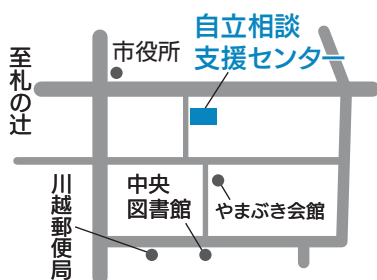 自立相談
支援センター
市役所
至札の辻
中央
図書館
やまぶき会館
川越郵便局